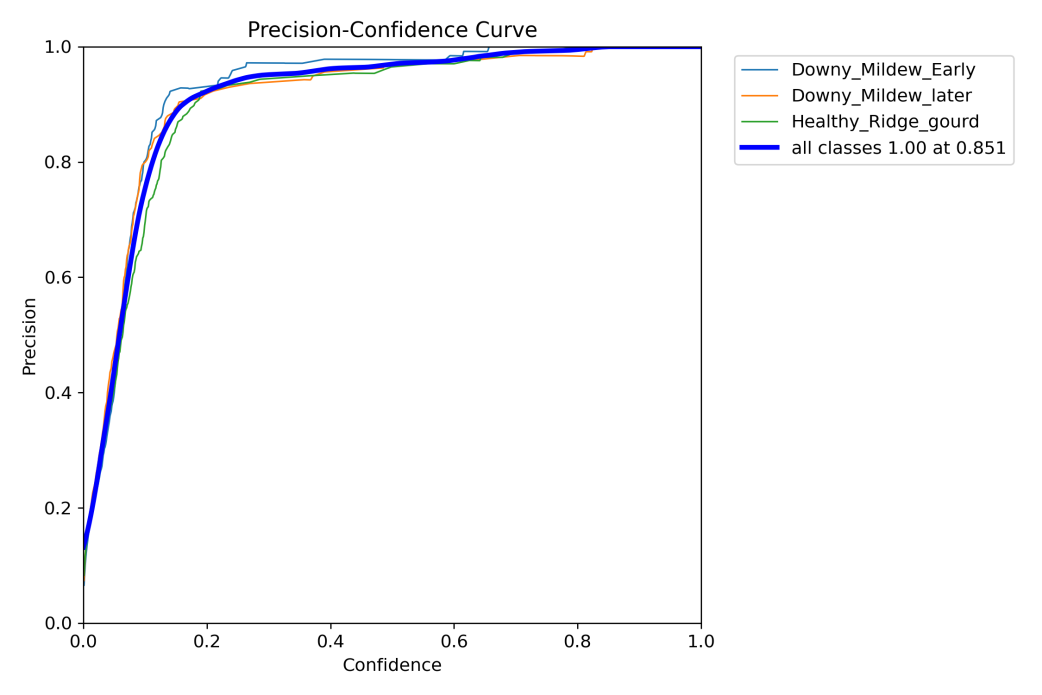 Precision-Confidence Curve
1.0
0.8
0.6
0.4
0.2
0.0
Precision
0.0 0.2 0.4 0.6 0.8 1.0
Confidence
Downy_Mildew_Early
Downy_Mildew_later
Healthy_Ridge_gourd
all classes 1.00 at 0.851